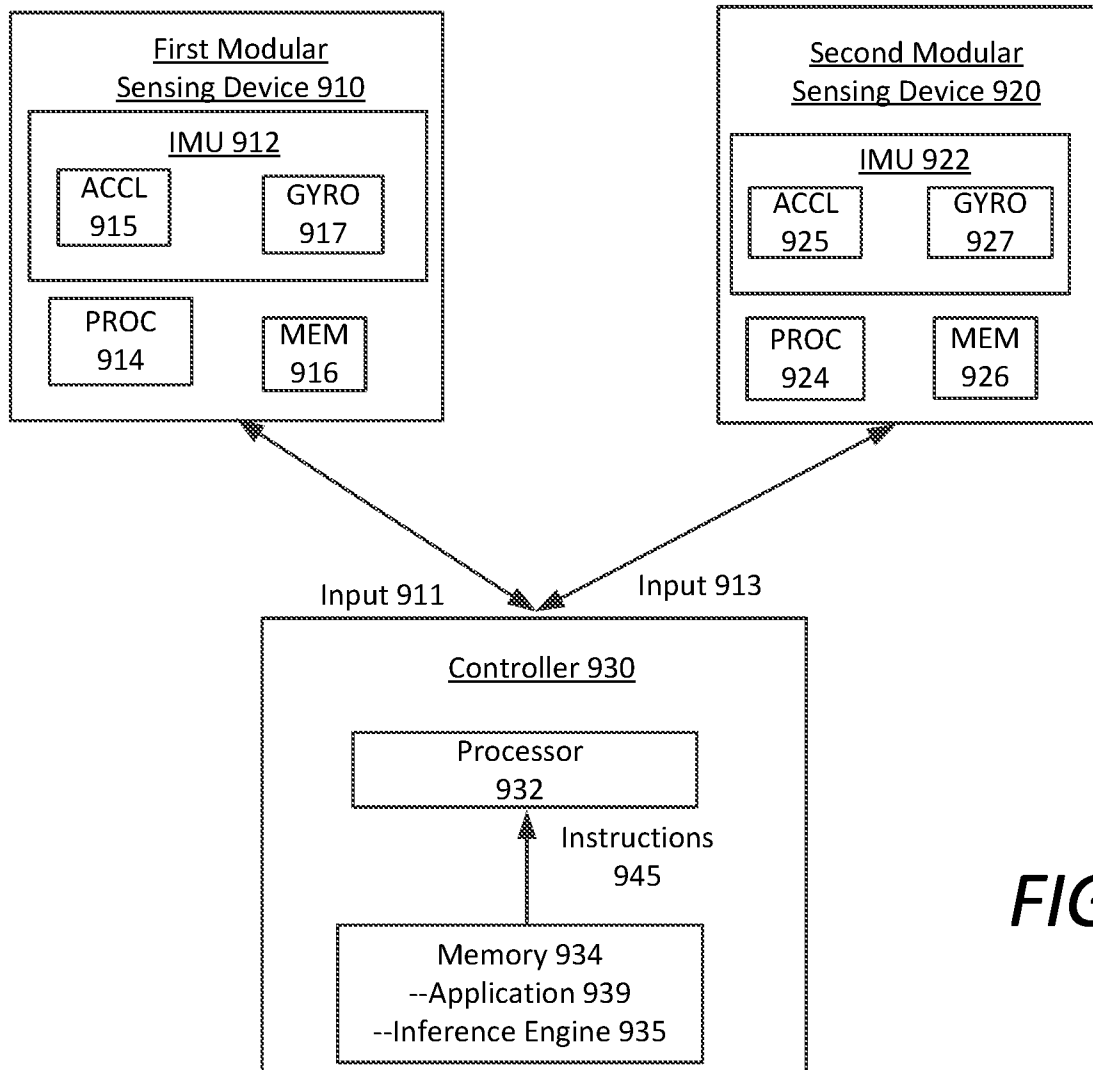 First Modular
Sensing Device 910
IMU 912
ACCL
915
GYRO
917
PROC
914
MEM
916
Second Modular
Sensing Device 920
IMU 922
ACCL
925
GYRO
927
PROC
924
MEM
926
Input 911
Input 913
Controller 930
Processor
932
Instructions
945
Memory 934
--Application 939
--Inference Engine 935
FIG